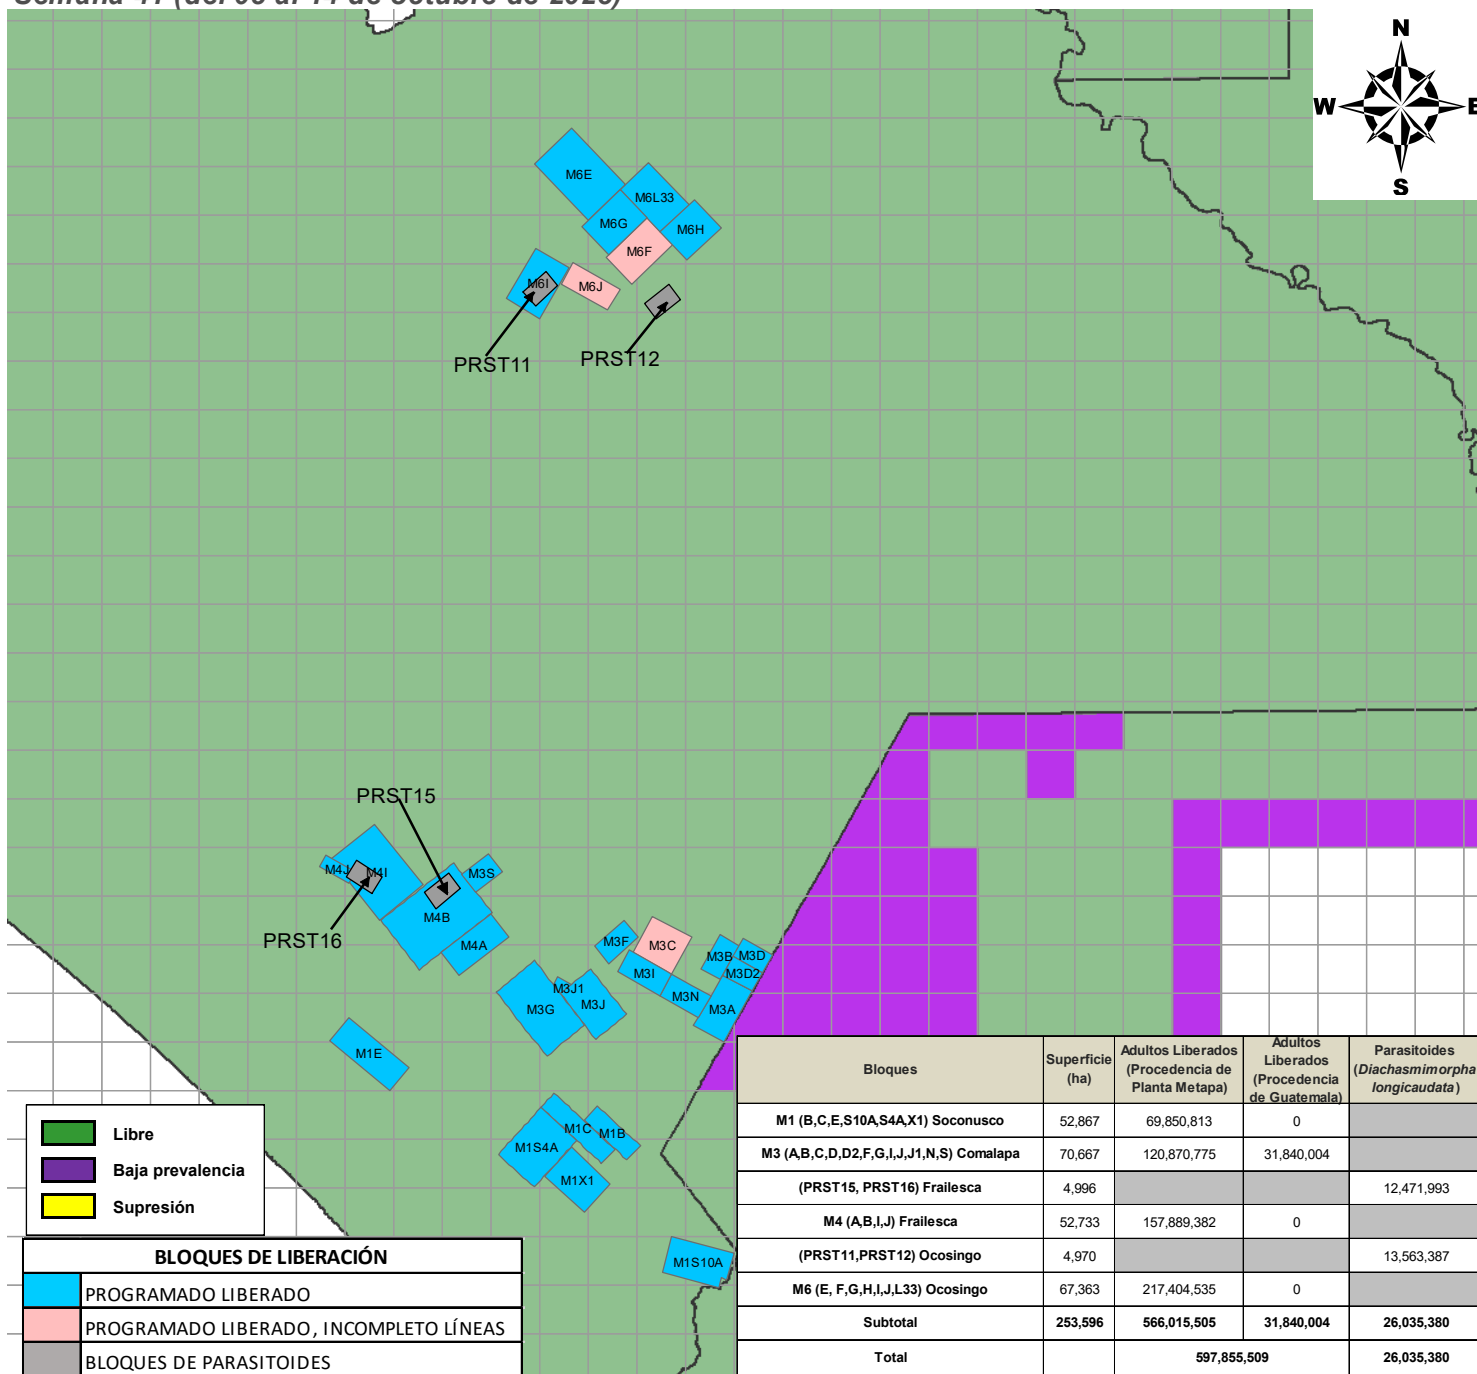 N
W
E
S
M6E
M6L33
M6G
M6H
M6F
M6I
M6J
PRST11
PRST12
PRST15
M4J
M4I
M3S
M4B
PRST16
M4A
M3F
M3C
M3B
M3D
M3I
M3D2
M3J1
M3N
M3G
M3J
M3A
M1E
M1C
M1B
M1S4A
M1X1
M1S10A
Libre
Baja prevalencia
Supresión
BLOQUES DE LIBERACIÓN
PROGRAMADO LIBERADO
PROGRAMADO LIBERADO, INCOMPLETO LÍNEAS
BLOQUES DE PARASITOIDES
Bloques Superficie (ha) Adultos Liberados (Procedencia de Planta Metapa) Adultos Liberados (Procedencia de Guatemala) Parasitoides (Diachasmimorpha longicaudata)
M1 (B,C,E,S10A,S4A,X1) Soconusco 52,867 69,850,813 0
M3 (A,B,C,D,D2,F,G,I,J,J1,N,S) Comalapa 70,667 120,870,775 31,840,004
(PRST15, PRST16) Frailesca 4,996 12,471,993
M4 (A,B,I,J) Frailesca 52,733 157,889,382 0
(PRST11,PRST12) Ocosingo 4,970 13,563,387
M6 (E, F,G,H,I,J,L33) Ocosingo 67,363 217,404,535 0
Subtotal 253,596 566,015,505 31,840,004 26,035,380
Total 597,855,509 26,035,380